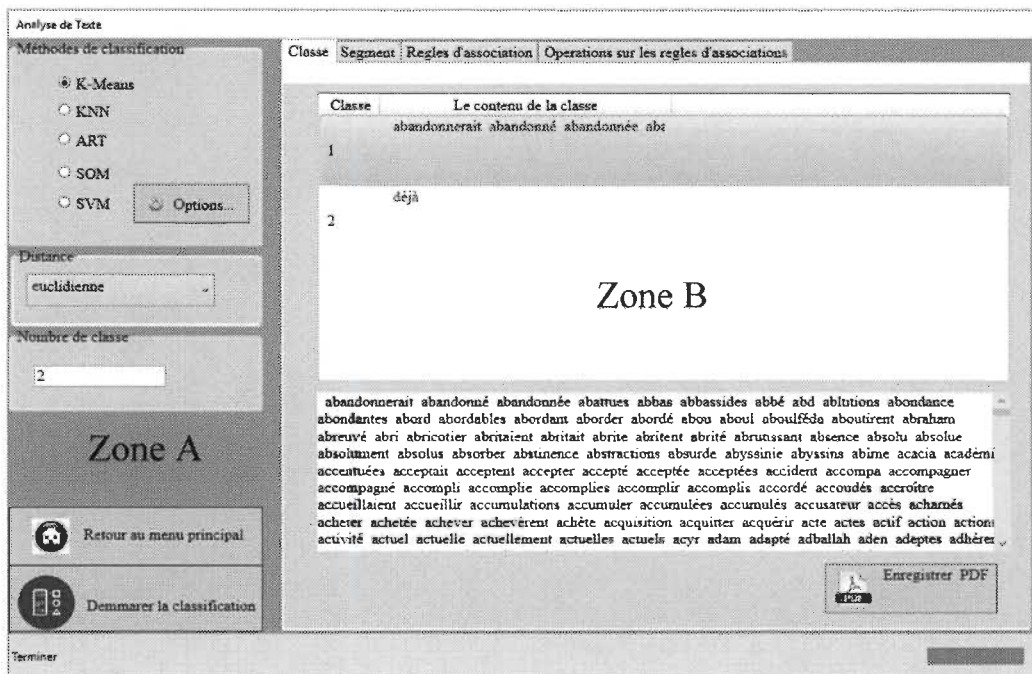 Analyse de Texte
Méthodes de classification
K-Means
KNN
ART
SOM
SVM
Options...
Distance
euclidienne
Nombre de classe
2
Zone A
Retour au menu principal
Demmarer la classification
Terminer
Classe Segment Regles d'association Operations sur les regles d'associations
Classe Le contenu de la classe
abandonnerait abandonné abandonnée aba
1
déjà
2
Zone B
abandonnerait abandonné abandonnée abattues abbas abbassides abbé abd ablutions abondance
abondantes abord abordables abordant aborder abordé abou aboul aboulféda aboutirent abraham
abreuvé abri abricotier abritaient abritait abrite abritent abrité abrutissant absence absolu absolue
absolument absolus absorber abstinence abstractions absurde abyssinie abyssins abîme acacia académi
accentuées acceptait acceptent accepter accepté acceptée acceptées accident accompa accompagner
accompagné accompli accomplie accomplies accomplir accomplis accordé accoudés accroître
accueillaient accueillir accumulations accumuler accumulées accumulés accusateur accès acharnés
acheter achetée achever achevèrent achète acquisition acquitter acquérir acte actes actif action actions
activité actuel actuelle actuellement actuelles actuels acyr adam adapté adballah aden adeptes adhérer
Enregistrer PDF
PDF